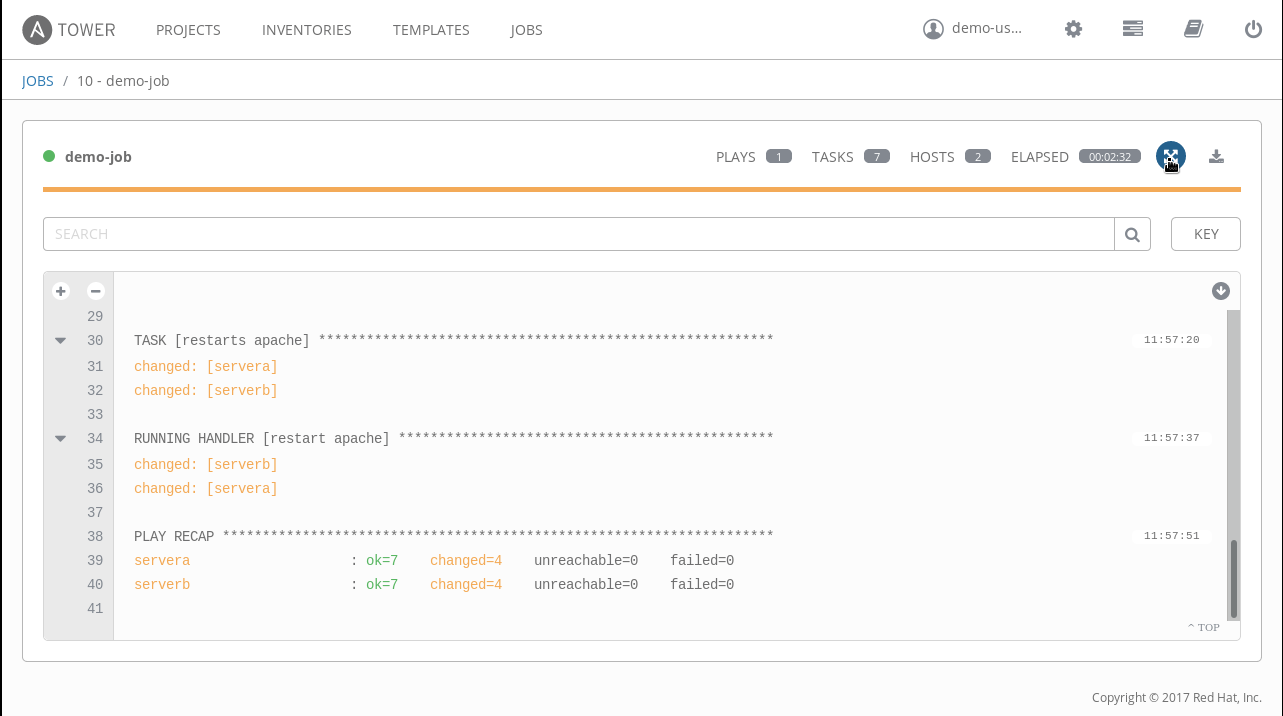 A TOWER PROJECTS INVENTORIES TEMPLATES JOBS demo-us...
JOBS / 10 - demo-job
demo-job PLAYS 1 TASKS 7 HOSTS 2 ELAPSED 00:02:32
SEARCH KEY
29
30 TASK [restarts apache] ********************************************************* 11:57:20
31 changed: [servera]
32 changed: [serverb]
33
34 RUNNING HANDLER [restart apache] *********************************************** 11:57:37
35 changed: [serverb]
36 changed: [servera]
37
38 PLAY RECAP ********************************************************************* 11:57:51
39 servera : ok=7 changed=4 unreachable=0 failed=0
40 serverb : ok=7 changed=4 unreachable=0 failed=0
41
^ TOP
Copyright © 2017 Red Hat, Inc.